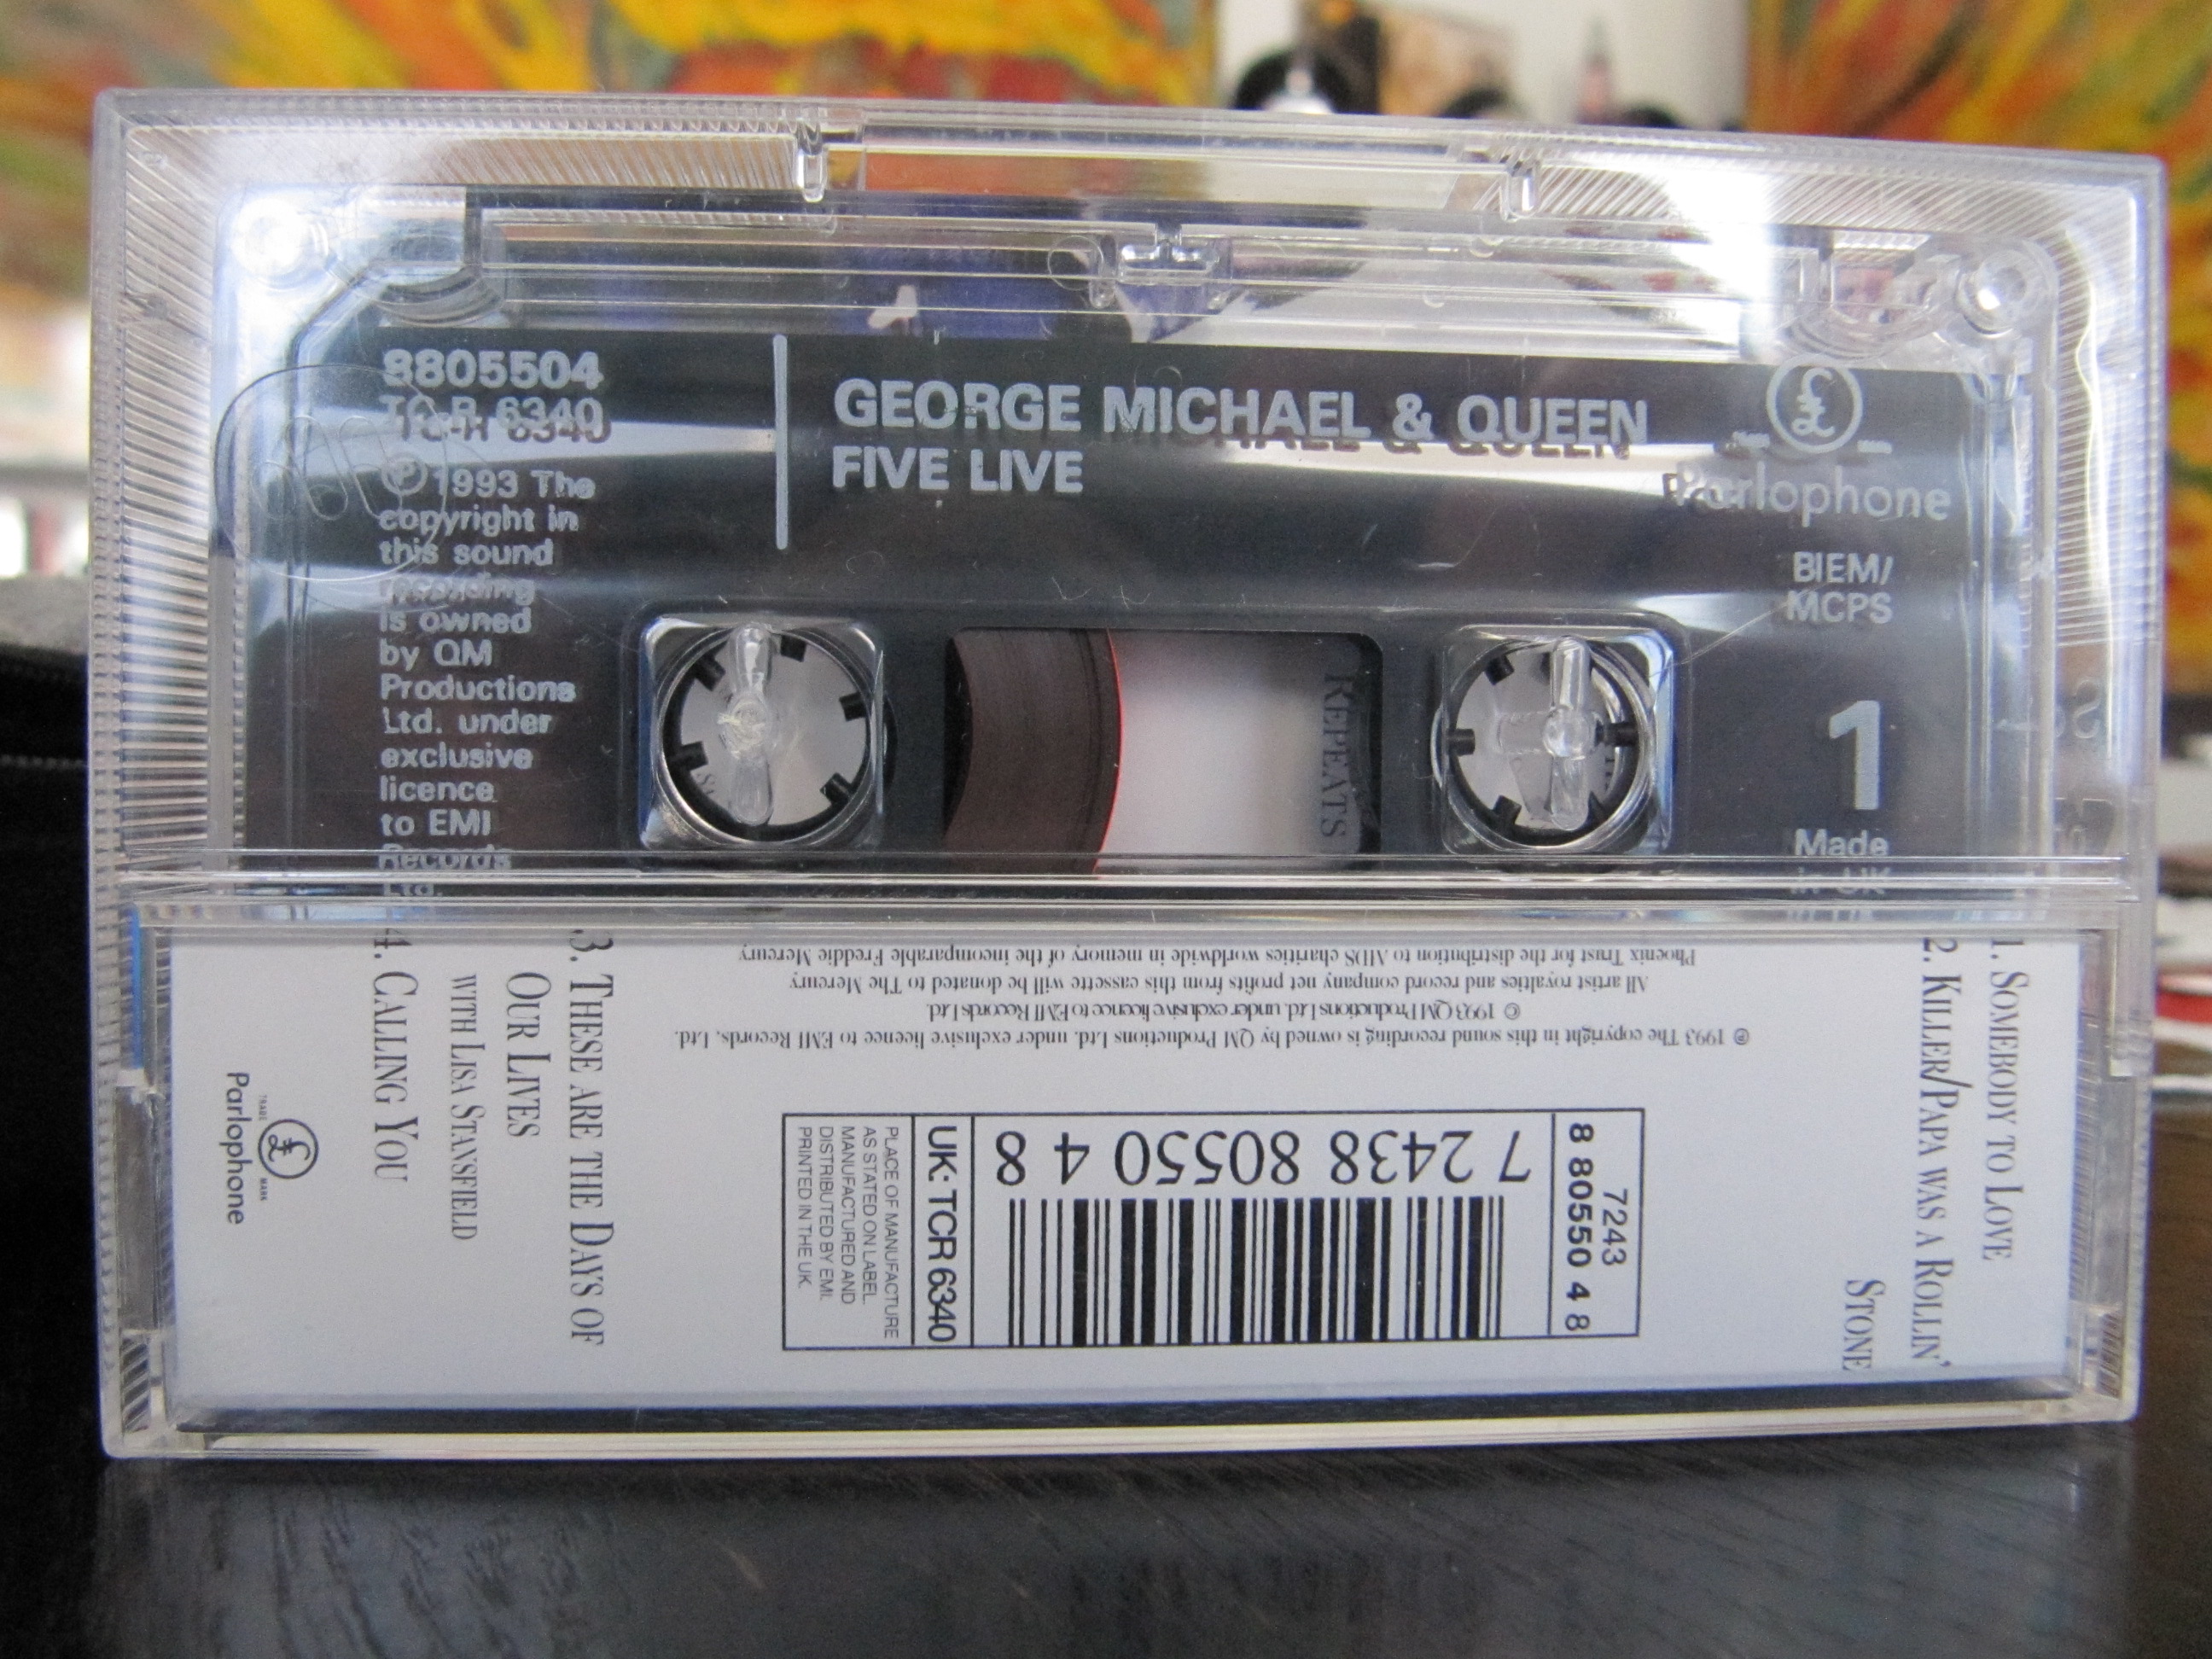 8805504
TC-R 6340
℗ 1993 The
copyright in
this sound
recording
is owned
by QM
Productions
Ltd. under
exclusive
licence
to EMI
Records
Ltd.
GEORGE MICHAEL & QUEEN
FIVE LIVE
£
Parlophone
BIEM/
MCPS
1
Made
in UK
REPEATS
1. SOMEBODY TO LOVE
2. KILLER/PAPA WAS A ROLLIN'
STONE
3. THESE ARE THE DAYS OF
OUR LIVES
WITH LISA STANSFIELD
4. CALLING YOU
TRADE £ MARK
Parlophone
7243
8 80550 4 8
7 2438 80550 4 8
UK: TCR 6340
PLACE OF MANUFACTURE
AS STATED ON LABEL.
MANUFACTURED AND
DISTRIBUTED BY EMI.
PRINTED IN THE UK.
℗ 1993 The copyright in this sound recording is owned by QM Productions Ltd. under exclusive licence to EMI Records. Ltd.
© 1993 QM Productions Ltd. under exclusive licence to EMI Records Ltd.
All artist royalties and record company net profits from this cassette will be donated to The Mercury
Phoenix Trust for the distribution to AIDS charities worldwide in memory of the incomparable Freddie Mercury